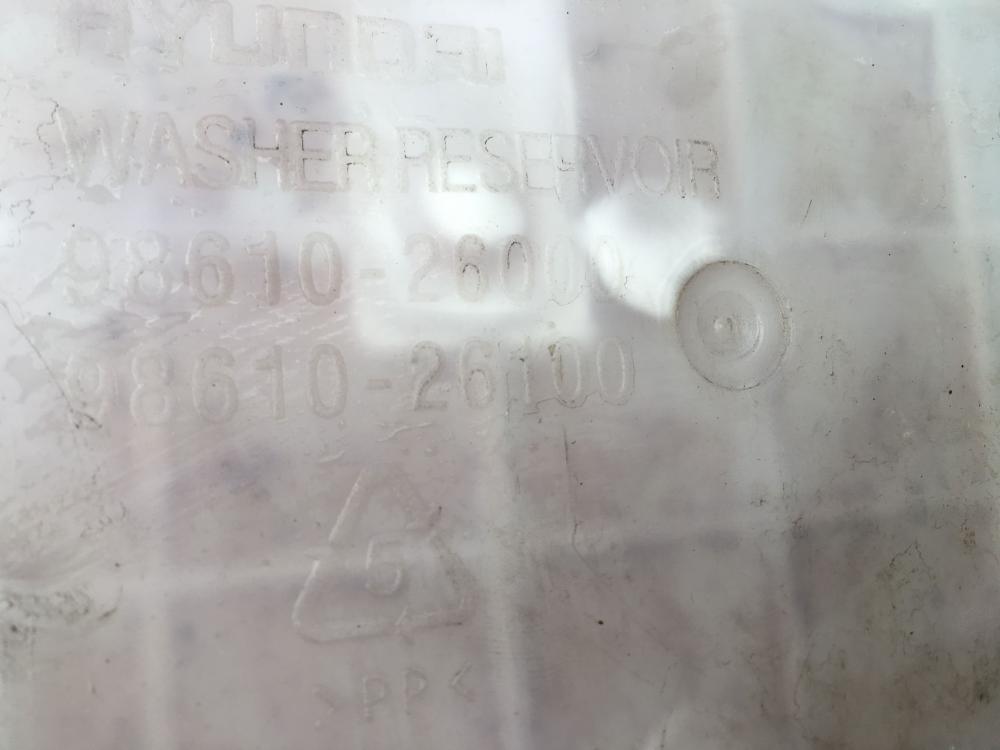 HYUNDAI
WASHER RESERVOIR
98610-26000
98610-26100
5
>PP<